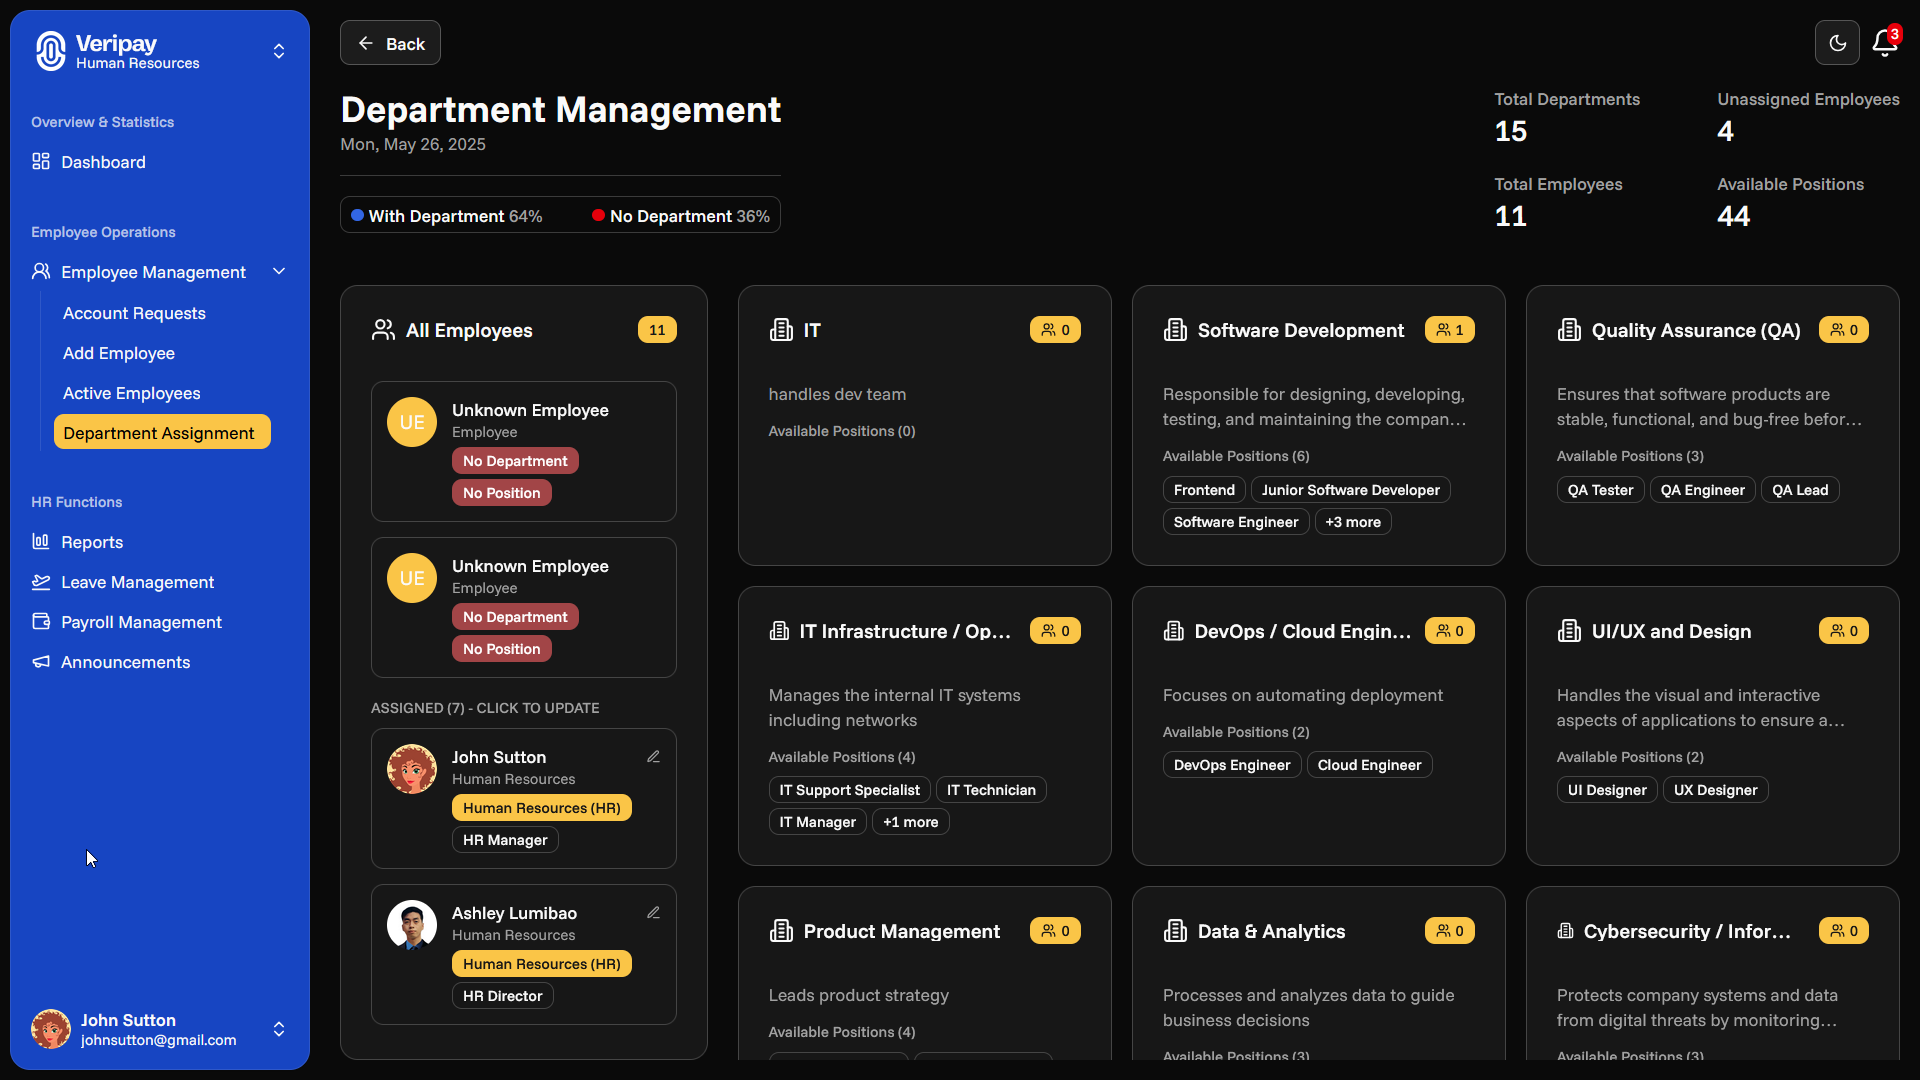 Veripay
Human Resources
Overview & Statistics
Dashboard
Employee Operations
Employee Management
Account Requests
Add Employee
Active Employees
Department Assignment
HR Functions
Reports
Leave Management
Payroll Management
Announcements
John Sutton
johnsutton@gmail.com
Back
3
Department Management
Mon, May 26, 2025
With Department 64%
No Department 36%
Total Departments
15
Unassigned Employees
4
Total Employees
11
Available Positions
44
All Employees
11
UE
Unknown Employee
Employee
No Department
No Position
UE
Unknown Employee
Employee
No Department
No Position
ASSIGNED (7) - CLICK TO UPDATE
John Sutton
Human Resources
Human Resources (HR)
HR Manager
Ashley Lumibao
Human Resources
Human Resources (HR)
HR Director
IT
0
handles dev team
Available Positions (0)
Software Development
1
Responsible for designing, developing,
testing, and maintaining the compan...
Available Positions (6)
Frontend
Junior Software Developer
Software Engineer
+3 more
Quality Assurance (QA)
0
Ensures that software products are
stable, functional, and bug-free befor...
Available Positions (3)
QA Tester
QA Engineer
QA Lead
IT Infrastructure / Op...
0
Manages the internal IT systems
including networks
Available Positions (4)
IT Support Specialist
IT Technician
IT Manager
+1 more
DevOps / Cloud Engin...
0
Focuses on automating deployment
Available Positions (2)
DevOps Engineer
Cloud Engineer
UI/UX and Design
0
Handles the visual and interactive
aspects of applications to ensure a...
Available Positions (2)
UI Designer
UX Designer
Product Management
0
Leads product strategy
Available Positions (4)
Data & Analytics
0
Processes and analyzes data to guide
business decisions
Available Positions (3)
Cybersecurity / Infor...
0
Protects company systems and data
from digital threats by monitoring...
Available Positions (3)